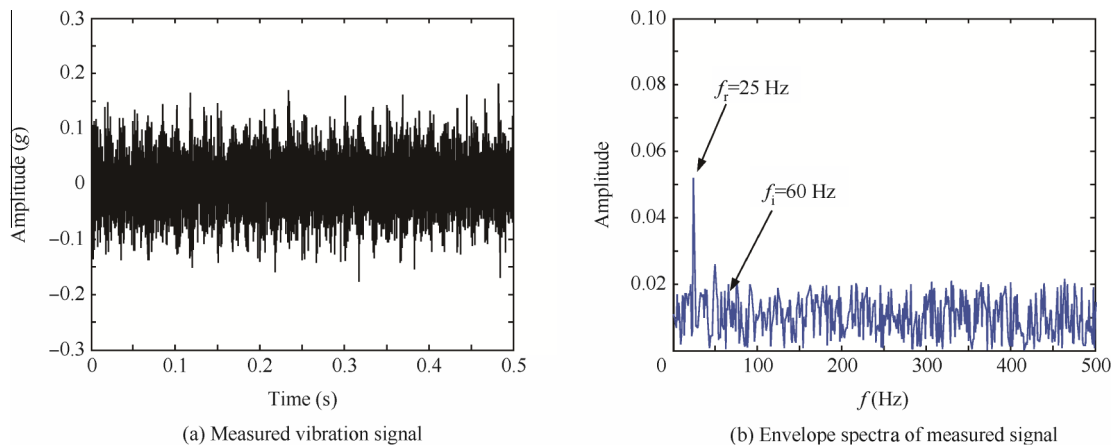 0.3
0.2
0.1
0
−0.1
−0.2
−0.3
Amplitude (g)
0 0.1 0.2 0.3 0.4 0.5
Time (s)
(a) Measured vibration signal
0.10
0.08
0.06
0.04
0.02
Amplitude
fr=25 Hz
fi=60 Hz
100 200 300 400 500
f (Hz)
(b) Envelope spectra of measured signal